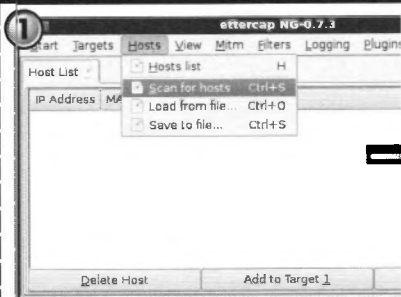 1
ettercap NG-0.7.3
Start Targets Hosts View Mitm Filters Logging Plugins
Host List
Hosts list H
IP Address MA
Scan for hosts Ctrl+S
Load from file... Ctrl+O
Save to file... Ctrl+S
Delete Host Add to Target 1